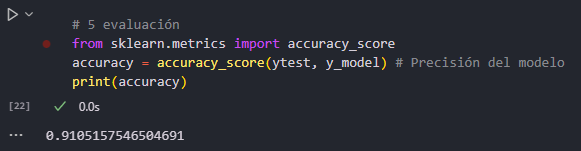 # 5 evaluación
from sklearn.metrics import accuracy_score
accuracy = accuracy_score(ytest, y_model) # Precisión del modelo
print(accuracy)
[22] 0.0s
0.9105157546504691